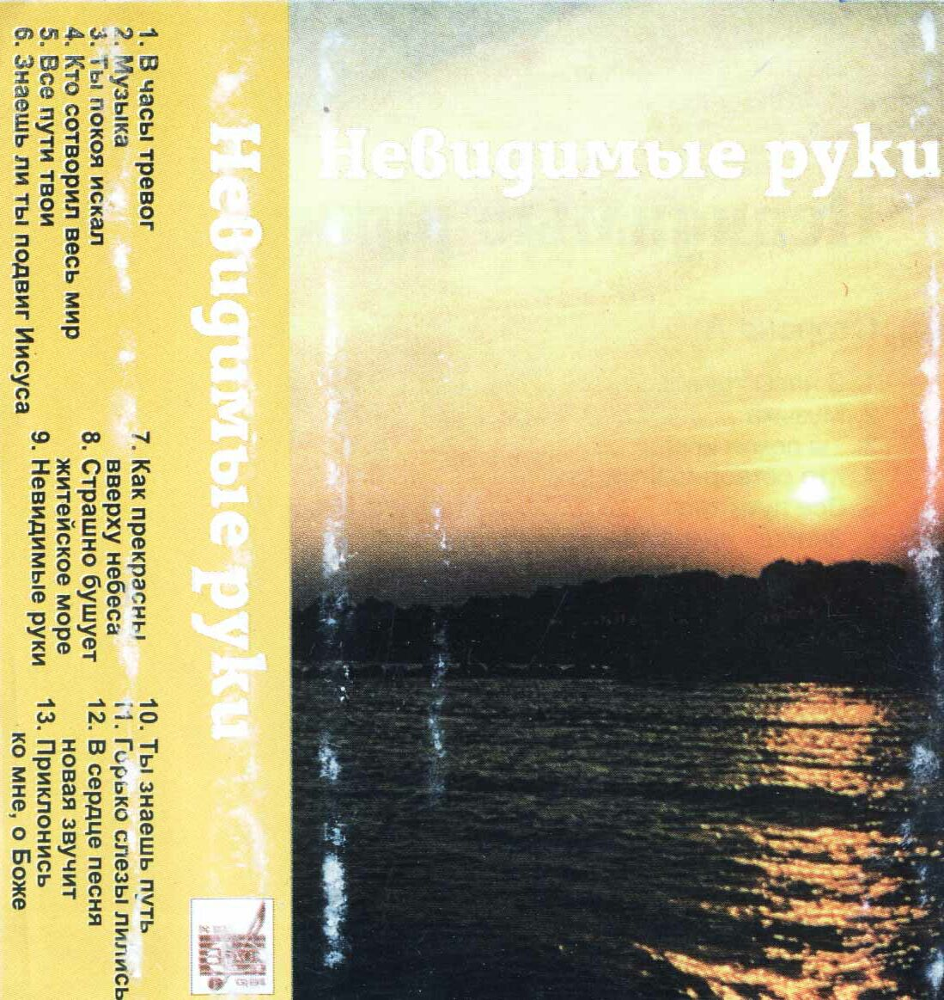 Невидимые руки
Невидимые руки
1. В часы тревог
2. Музыка
3. Ты покоя искал
4. Кто сотворил весь мир
5. Все пути твои
6. Знаешь ли ты подвиг Иисуса
7. Как прекрасны
вверху небеса
8. Страшно бушует
житейское море
9. Невидимые руки
10. Ты знаешь путь
11. Горько слезы лились
12. В сердце песня
новая звучит
13. Приклонись
ко мне, о Боже